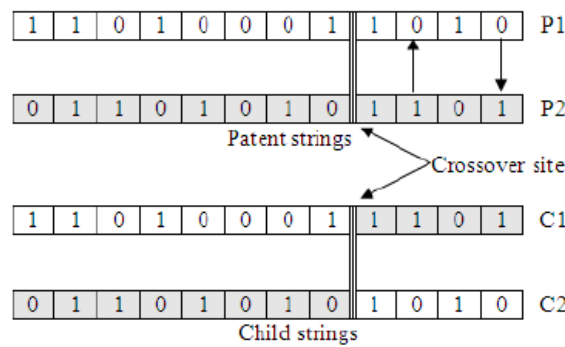 1 1 0 1 0 0 0 1 1 0 1 0 P1
0 1 1 0 1 0 1 0 1 1 0 1 P2
Patent strings
Crossover site
1 1 0 1 0 0 0 1 1 1 0 1 C1
0 1 1 0 1 0 1 0 1 0 1 0 C2
Child strings